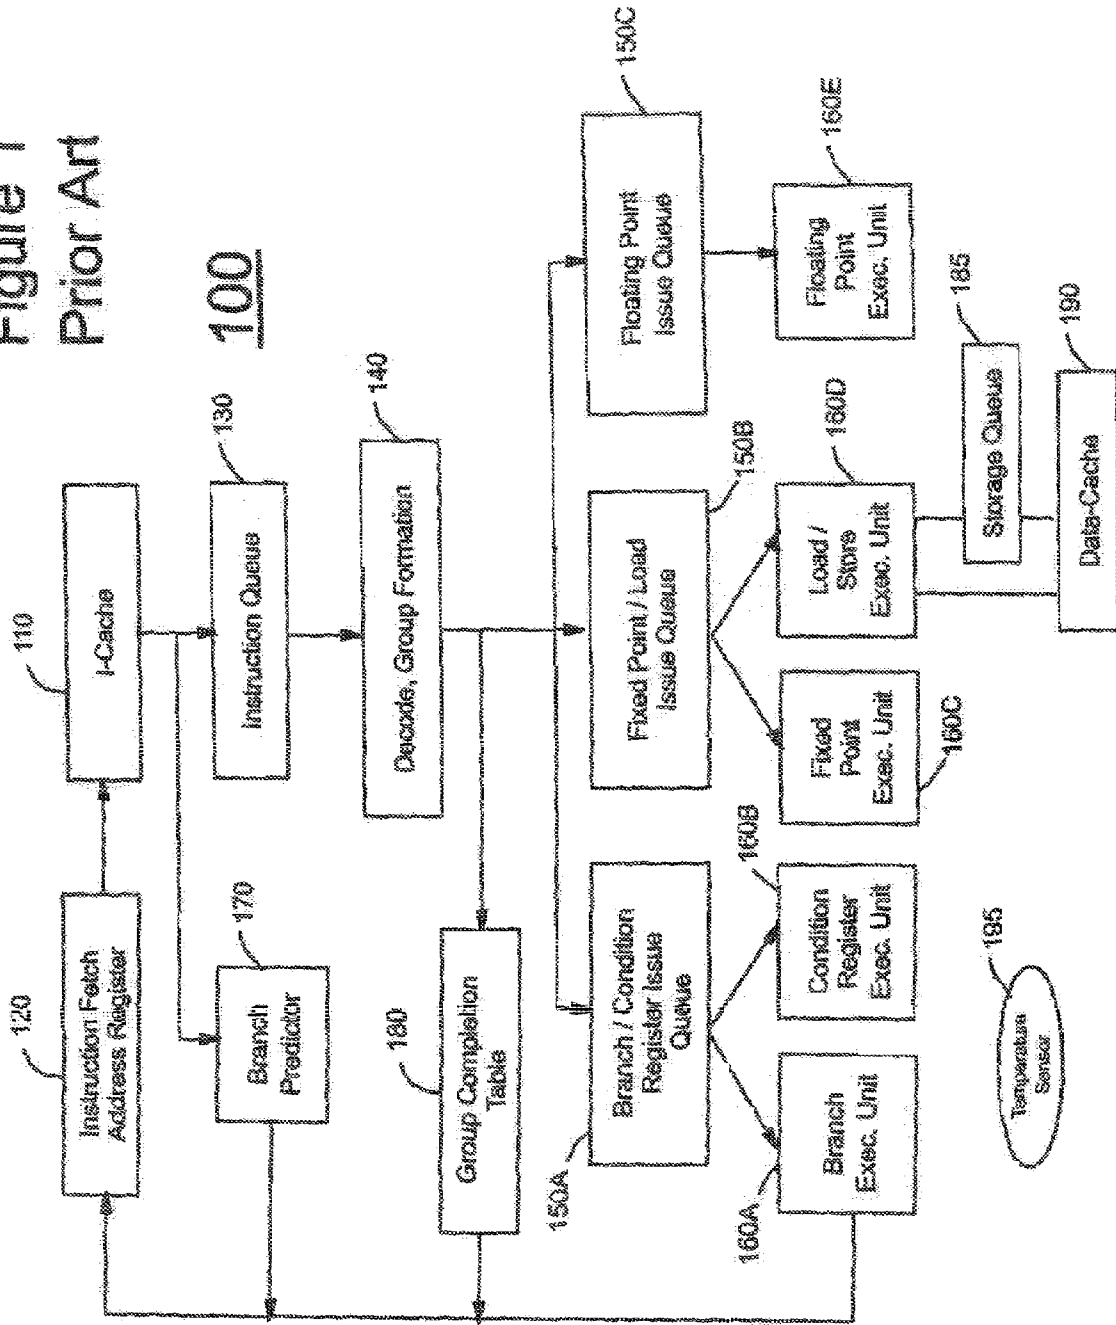 Figure 1
Prior Art
100
110
I-Cache
120
Instruction Fetch
Address Register
130
Instruction Queue
170
Branch
Predictor
140
Decode, Group Formation
180
Group Completion
Table
150A
Branch / Condition
Register Issue
Queue
Fixed Point / Load
Issue Queue
150B
150C
Floating Point
Issue Queue
160A
Branch
Exec. Unit
160B
Condition
Register
Exec. Unit
Fixed
Point
Exec. Unit
160C
160D
Load /
Store
Exec. Unit
160E
Floating
Point
Exec. Unit
185
Storage Queue
190
Data-Cache
195
Temperature
Sensor